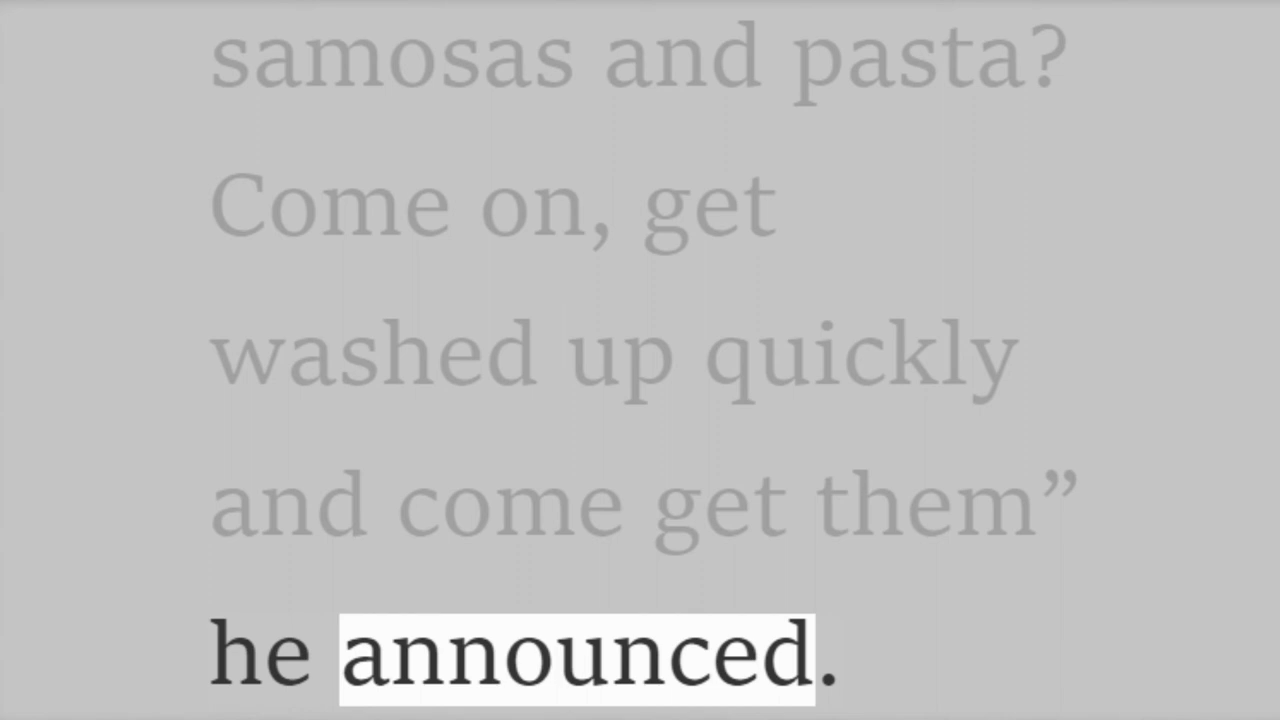 samosas and pasta?
Come on, get
washed up quickly
and come get them”
he announced.